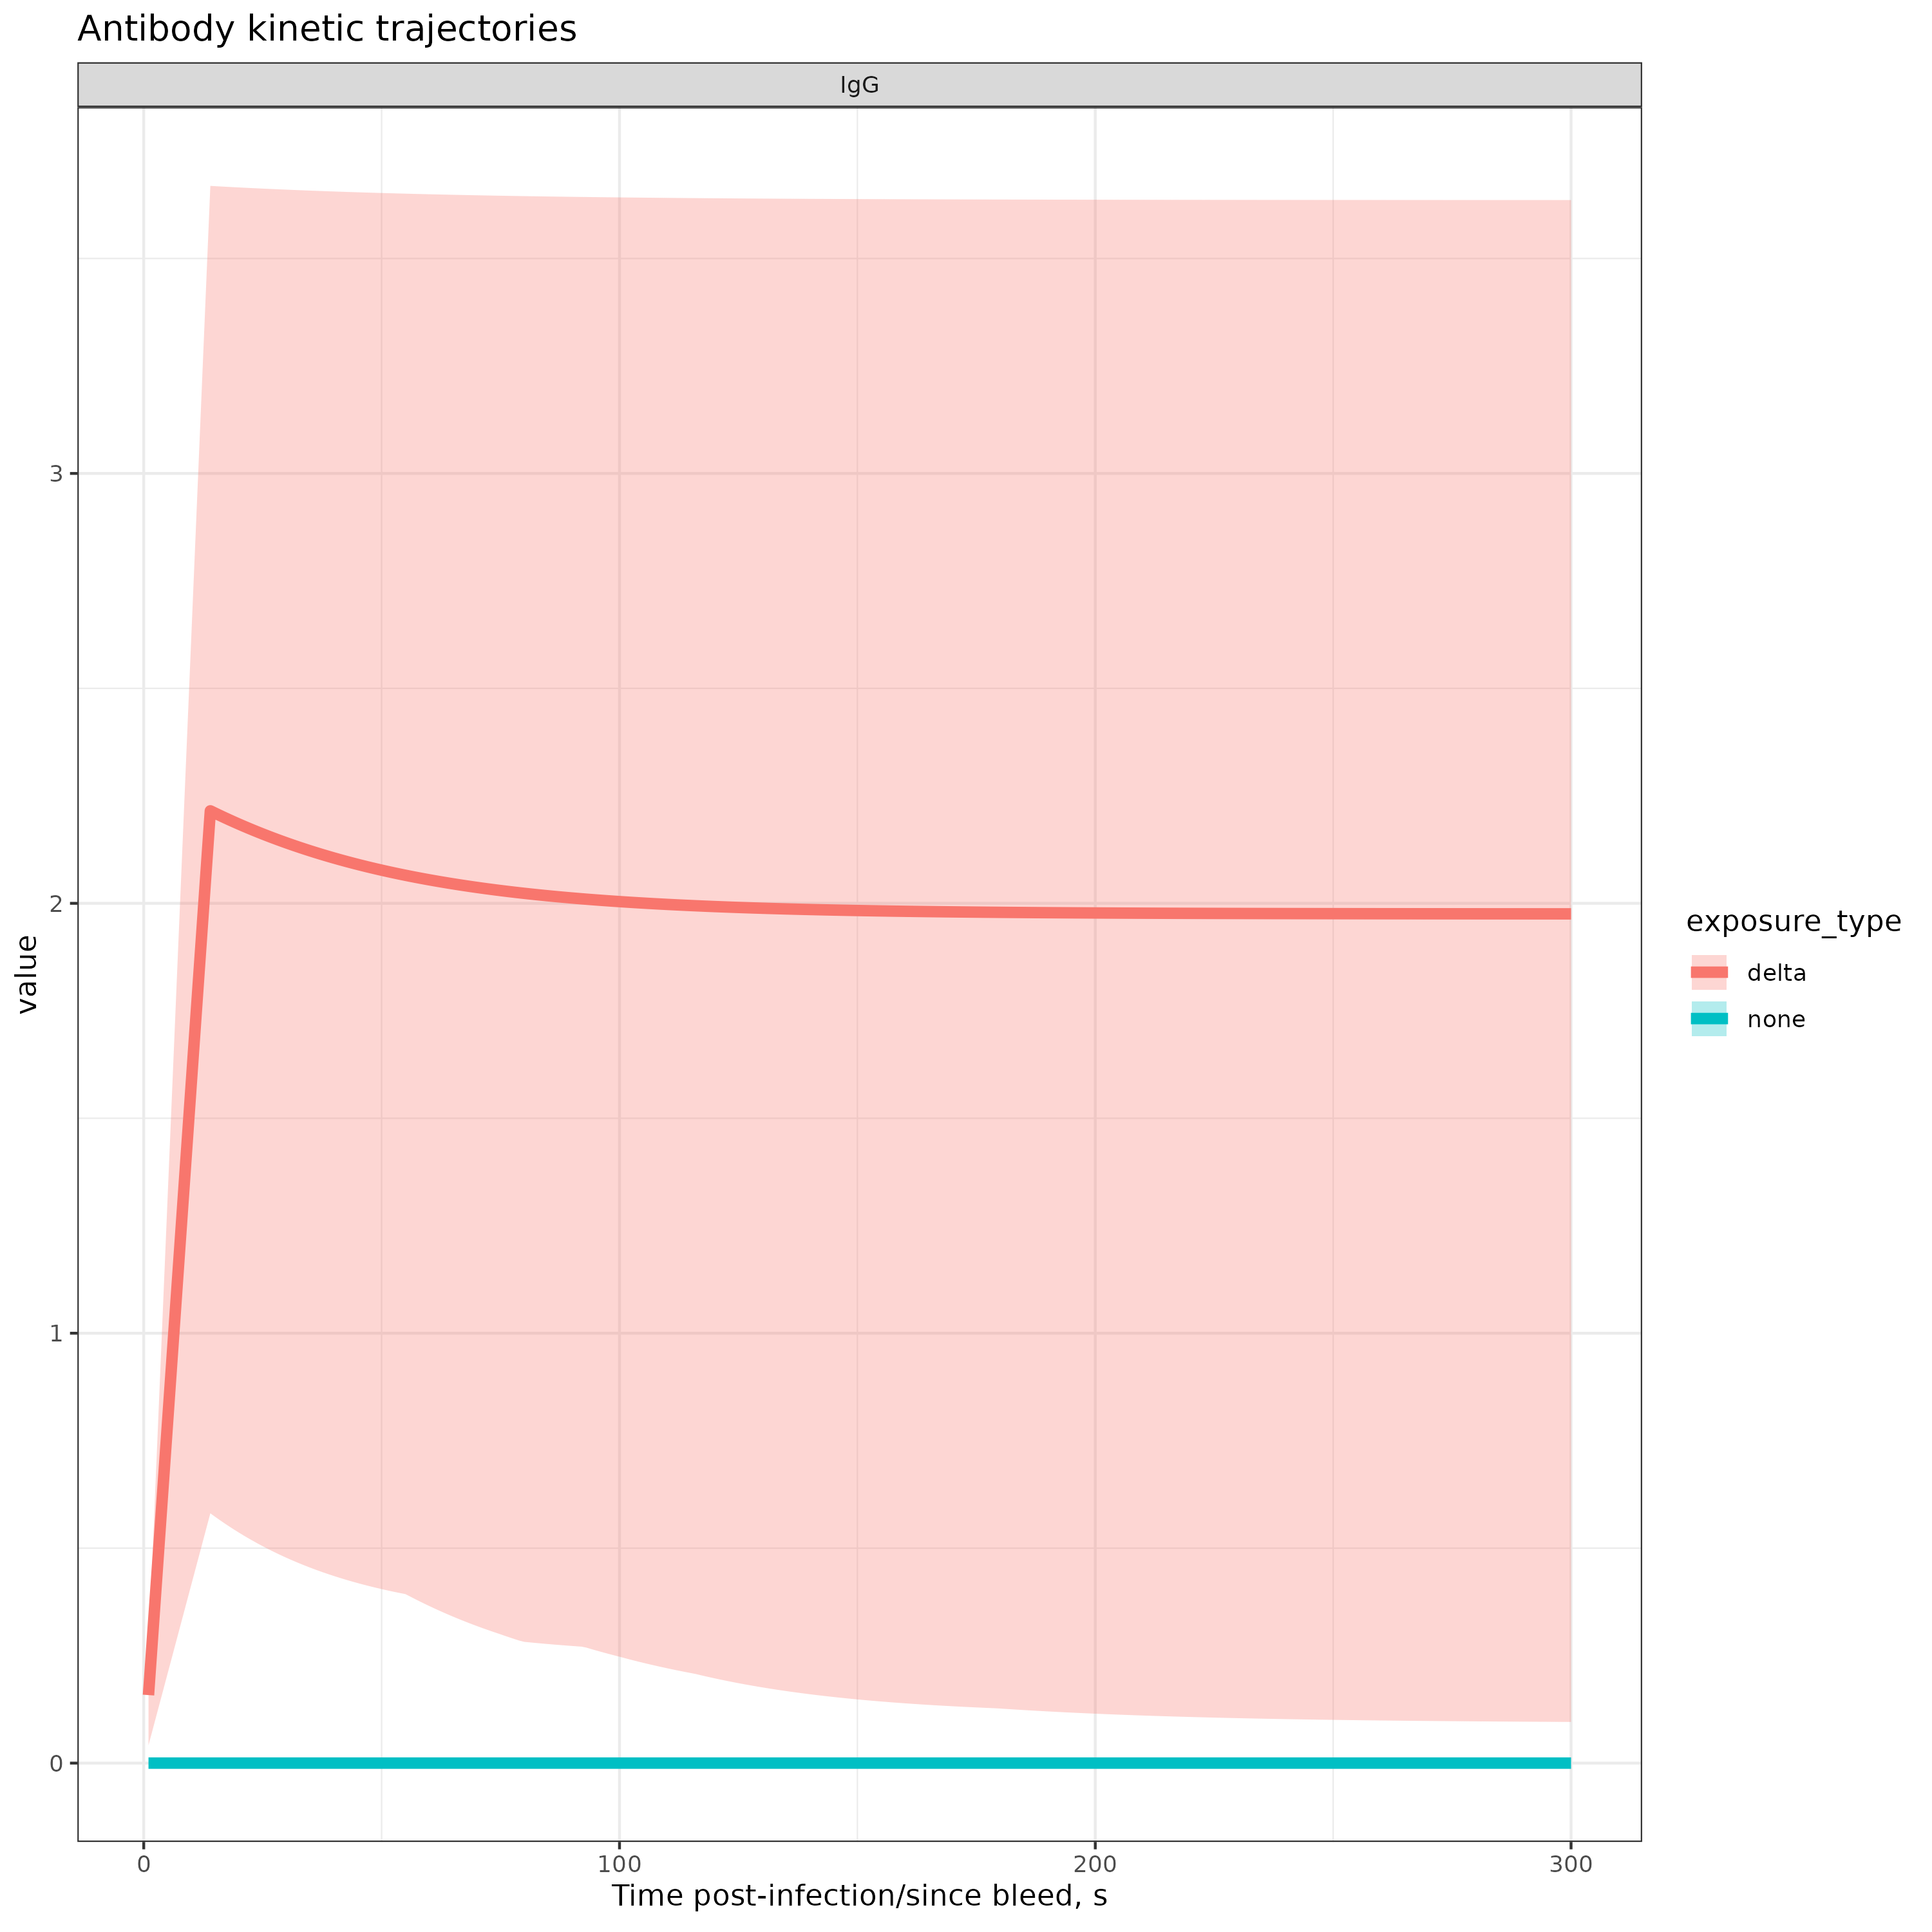 Antibody kinetic trajectories
IgG
3
2
1
0
value
0 100 200 300
Time post-infection/since bleed, s
exposure_type
delta
none